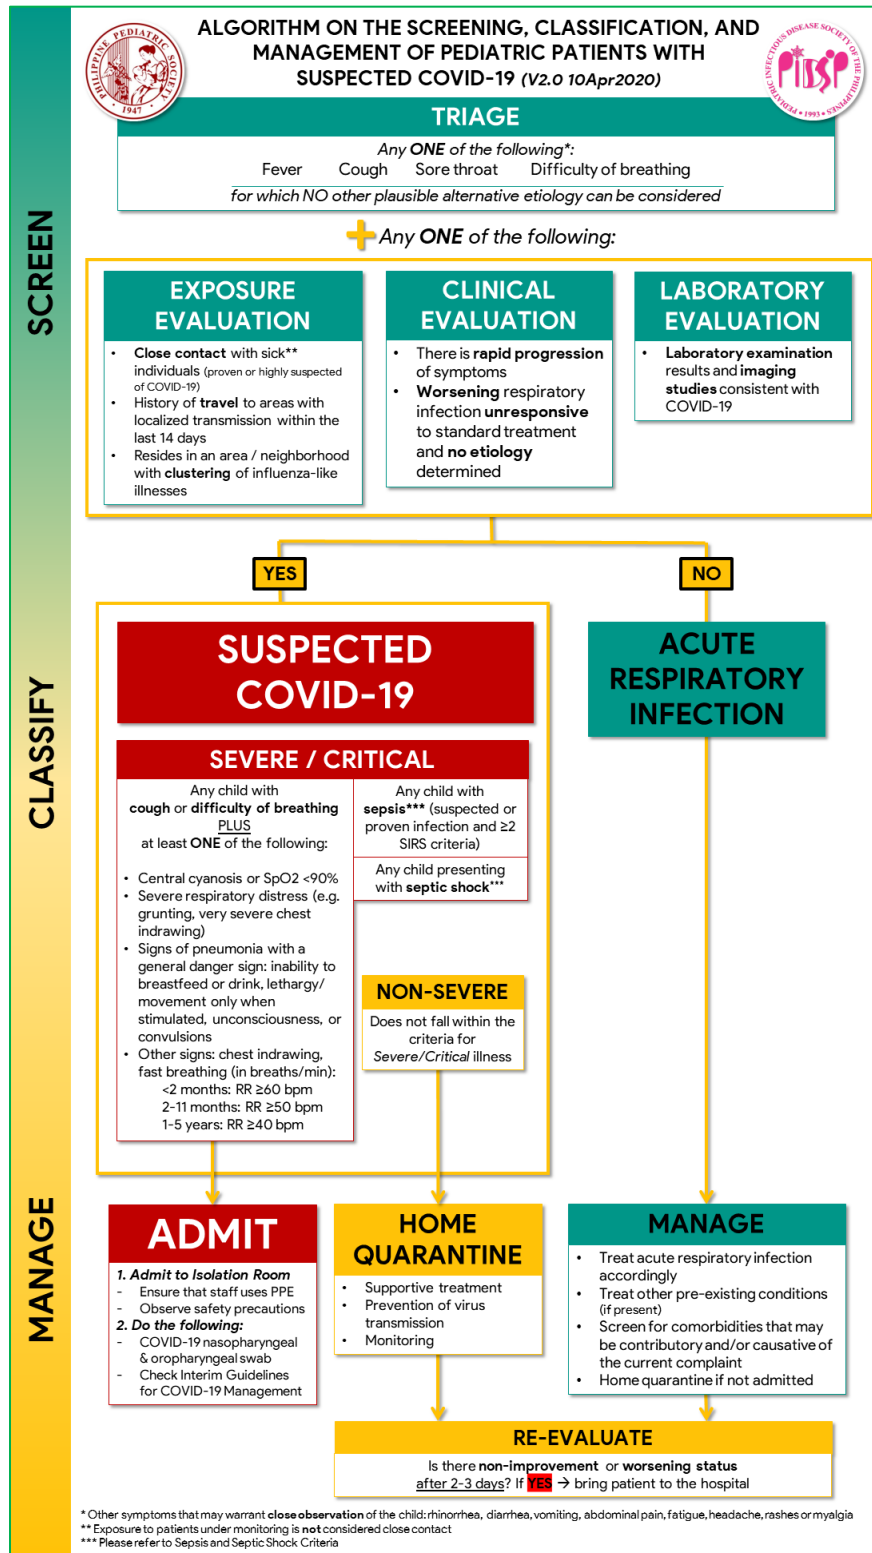 ALGORITHM ON THE SCREENING, CLASSIFICATION, AND
MANAGEMENT OF PEDIATRIC PATIENTS WITH
SUSPECTED COVID-19 (V2.0 10Apr2020)
PHILIPPINE PEDIATRIC SOCIETY
• 1947 •
PEDIATRIC INFECTIOUS DISEASE SOCIETY OF THE PHILIPPINES
PIDSP
• 1993 •
SCREEN
TRIAGE
Any ONE of the following*:
Fever Cough Sore throat Difficulty of breathing
for which NO other plausible alternative etiology can be considered
+ Any ONE of the following:
EXPOSURE
EVALUATION
• Close contact with sick**
individuals (proven or highly suspected
of COVID-19)
• History of travel to areas with
localized transmission within the
last 14 days
• Resides in an area / neighborhood
with clustering of influenza-like
illnesses
CLINICAL
EVALUATION
• There is rapid progression
of symptoms
• Worsening respiratory
infection unresponsive
to standard treatment
and no etiology
determined
LABORATORY
EVALUATION
• Laboratory examination
results and imaging
studies consistent with
COVID-19
YES
NO
CLASSIFY
SUSPECTED
COVID-19
ACUTE
RESPIRATORY
INFECTION
SEVERE / CRITICAL
Any child with
cough or difficulty of breathing
PLUS
at least ONE of the following:
• Central cyanosis or SpO2 <90%
• Severe respiratory distress (e.g.
grunting, very severe chest
indrawing)
• Signs of pneumonia with a
general danger sign: inability to
breastfeed or drink, lethargy/
movement only when
stimulated, unconsciousness, or
convulsions
• Other signs: chest indrawing,
fast breathing (in breaths/min):
<2 months: RR ≥60 bpm
2-11 months: RR ≥50 bpm
1-5 years: RR ≥40 bpm
Any child with
sepsis*** (suspected or
proven infection and ≥2
SIRS criteria)
Any child presenting
with septic shock***
NON-SEVERE
Does not fall within the
criteria for
Severe/Critical illness
MANAGE
ADMIT
1. Admit to Isolation Room
- Ensure that staff uses PPE
- Observe safety precautions
2. Do the following:
- COVID-19 nasopharyngeal
& oropharyngeal swab
- Check Interim Guidelines
for COVID-19 Management
HOME
QUARANTINE
• Supportive treatment
• Prevention of virus
transmission
• Monitoring
MANAGE
• Treat acute respiratory infection
accordingly
• Treat other pre-existing conditions
(if present)
• Screen for comorbidities that may
be contributory and/or causative of
the current complaint
• Home quarantine if not admitted
RE-EVALUATE
Is there non-improvement or worsening status
after 2-3 days? If YES → bring patient to the hospital
* Other symptoms that may warrant close observation of the child: rhinorrhea, diarrhea, vomiting, abdominal pain, fatigue, headache, rashes or myalgia
** Exposure to patients under monitoring is not considered close contact
*** Please refer to Sepsis and Septic Shock Criteria